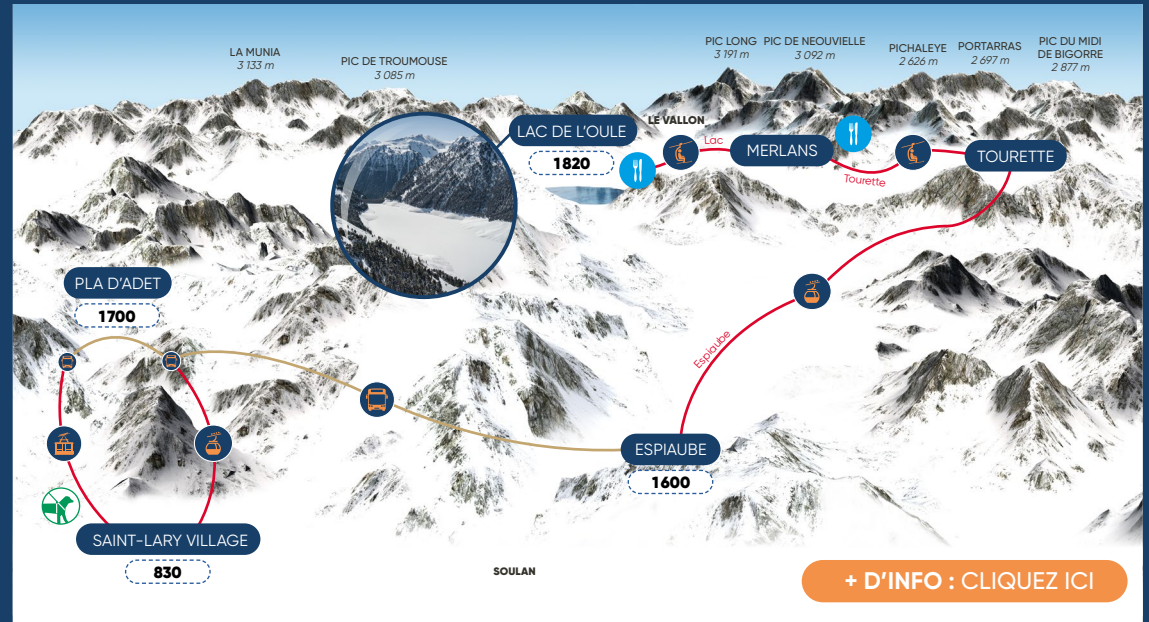 LA MUNIA
3 133 m
PIC DE TROUMOUSE
3 085 m
PIC LONG
3 191 m
PIC DE NEOUVIELLE
3 092 m
PICHALEYE
2 626 m
PORTARRAS
2 697 m
PIC DU MIDI
DE BIGORRE
2 877 m
LE VALLON
LAC DE L'OULE
1820
Lac
MERLANS
Tourette
TOURETTE
PLA D'ADET
1700
Espiaube
ESPIAUBE
1600
SAINT-LARY VILLAGE
830
SOULAN
+ D'INFO : CLIQUEZ ICI